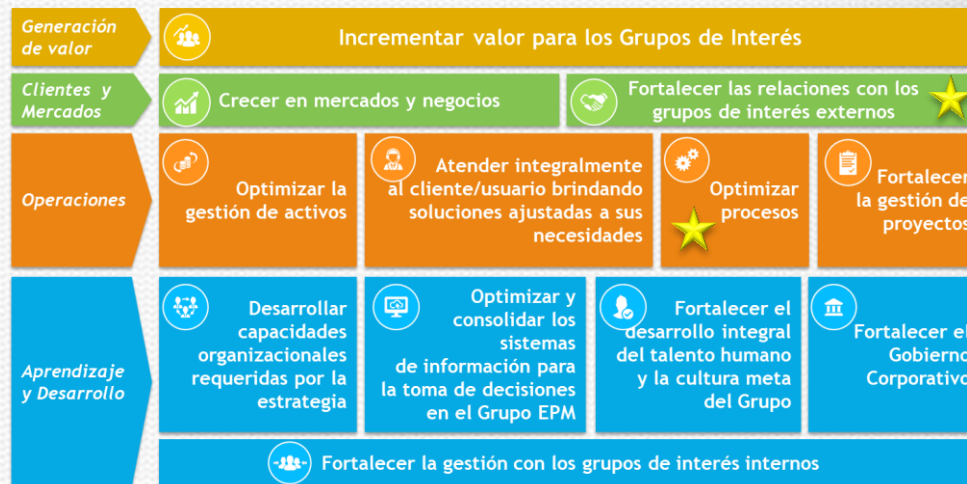 Generación
de valor
Incrementar valor para los Grupos de Interés
Clientes y
Mercados
Crecer en mercados y negocios
Fortalecer las relaciones con los
grupos de interés externos
Operaciones
Optimizar la
gestión de activos
Atender integralmente
al cliente/usuario brindando
soluciones ajustadas a sus
necesidades
Optimizar
procesos
Fortalecer
la gestión de
proyectos
Aprendizaje
y Desarrollo
Desarrollar
capacidades
organizacionales
requeridas por la
estrategia
Optimizar y
consolidar los
sistemas
de información para
la toma de decisiones
en el Grupo EPM
Fortalecer el
desarrollo integral
del talento humano
y la cultura meta
del Grupo
Fortalecer el
Gobierno
Corporativo
Fortalecer la gestión con los grupos de interés internos